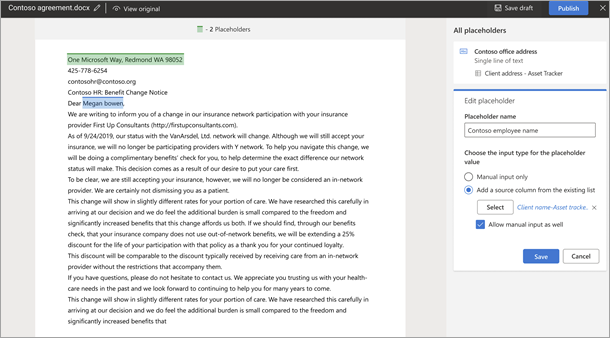 Contoso agreement.docx
View original
Save draft
Publish
- 2 Placeholders
One Microsoft Way, Redmond WA 98052
425-778-6254
contosohr@contoso.org
Contoso HR: Benefit Change Notice
Dear Megan bowen,
We are writing to inform you of a change in our insurance network participation with your insurance
provider First Up Consultants (http://firstupconsultants.com).
As of 9/24/2019, our status with the VanArsdel, Ltd. network will change. Although we will still accept your
insurance, we will no longer be participating providers with Y network. To help you navigate this change, we
will be doing a complimentary benefits' check for you, to help determine the exact difference our network
status will make. This decision comes as a result of our desire to put your care first.
To be clear, we are still accepting your insurance, however, we will no longer be considered an in-network
provider. We are certainly not dismissing you as a patient.
This change will show in slightly different rates for your portion of care. We have researched this carefully in
arriving at our decision and we do feel the additional burden is small compared to the freedom and
significantly increased benefits that this change affords us both. If we should find, through our benefits
check, that your insurance company does not use out-of-network benefits, we will be extending a 25%
discount for the life of your participation with that policy as a thank you for your continued loyalty.
This discount will be comparable to the discount typically received by receiving care from an in-network
provider without the restrictions that accompany them.
If you have questions, please do not hesitate to contact us. We appreciate you trusting us with your health-
care needs in the past and we look forward to continuing to help you for many years to come.
This change will show in slightly different rates for your portion of care. We have researched this carefully in
arriving at our decision and we do feel the additional burden is small compared to the freedom and
significantly increased benefits that
All placeholders
Contoso office address
Single line of text
Client address - Asset Tracker
Edit placeholder
Placeholder name
Contoso employee name
Choose the input type for the placeholder
value
Manual input only
Add a source column from the existing list
Select
Client name-Asset tracke..
Allow manual input as well
Save
Cancel